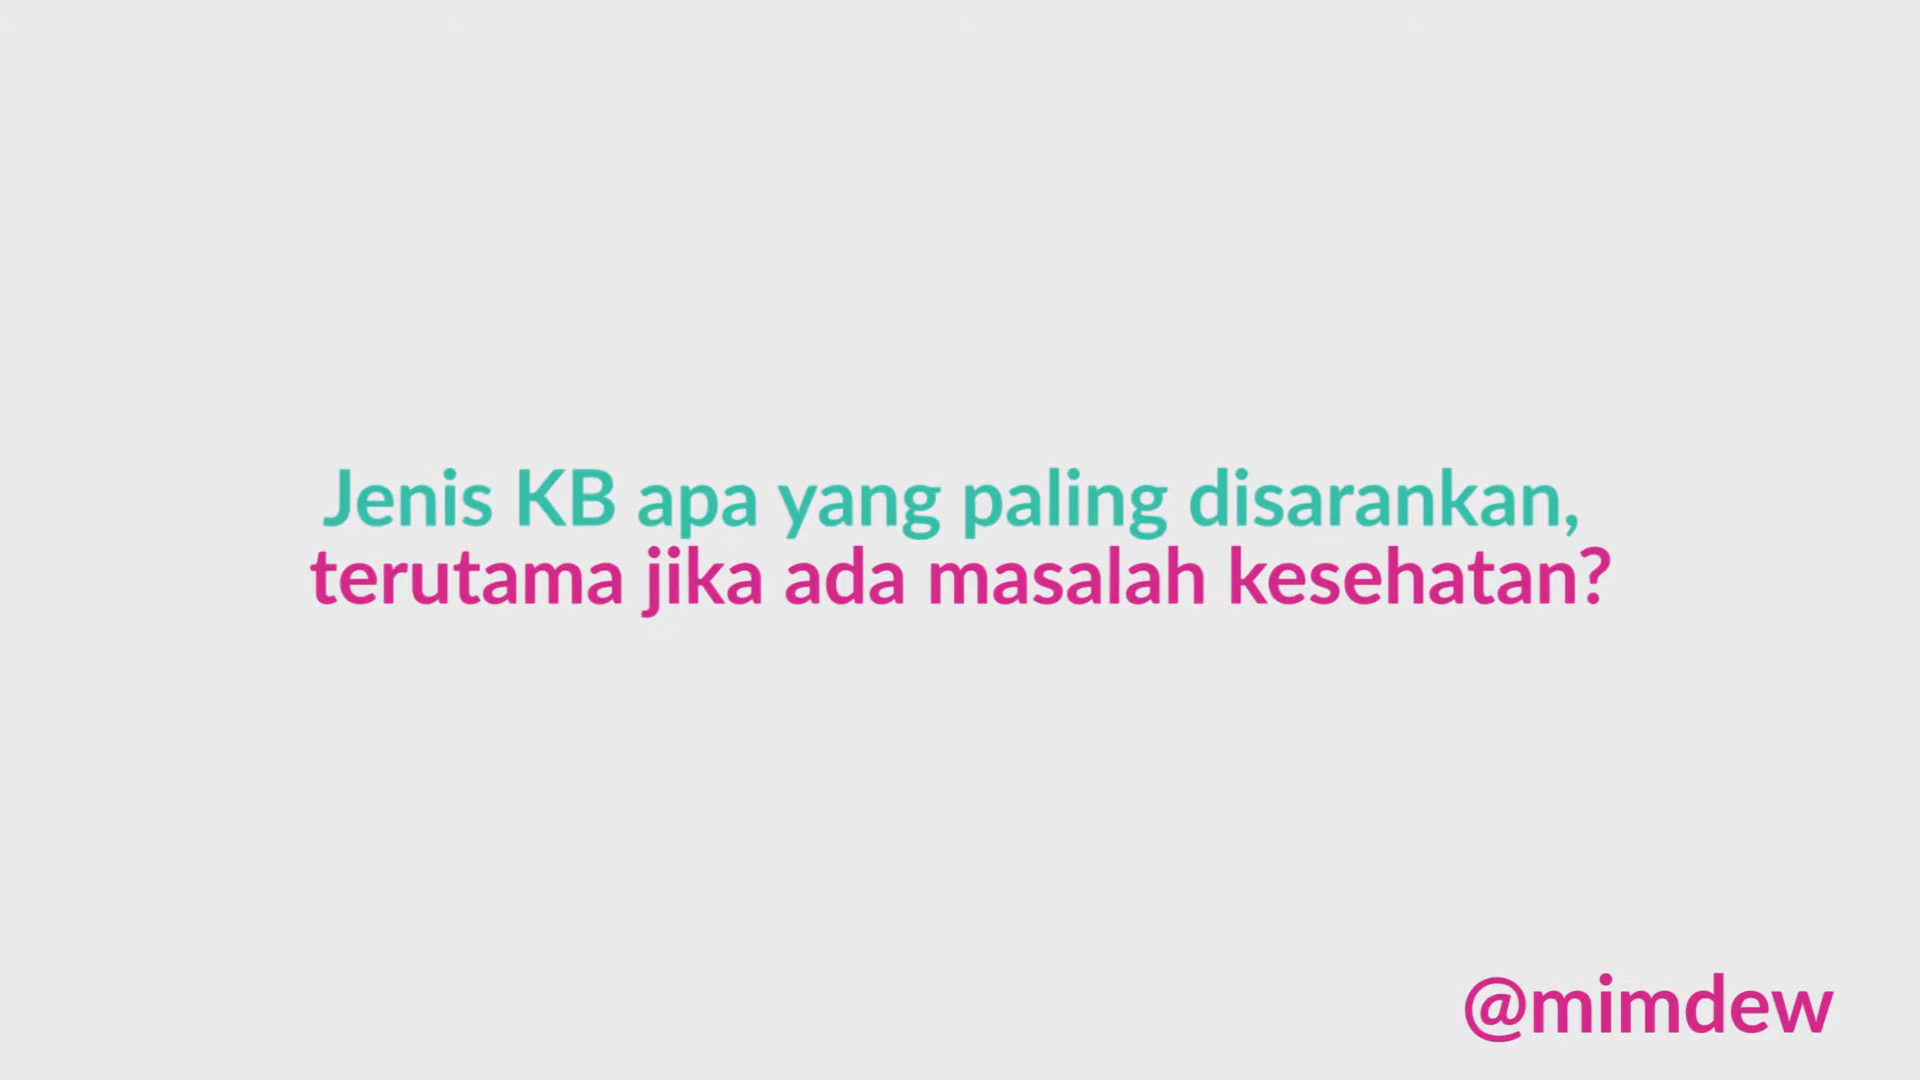 Jenis KB apa yang paling disarankan,
terutama jika ada masalah kesehatan?
@mimdew